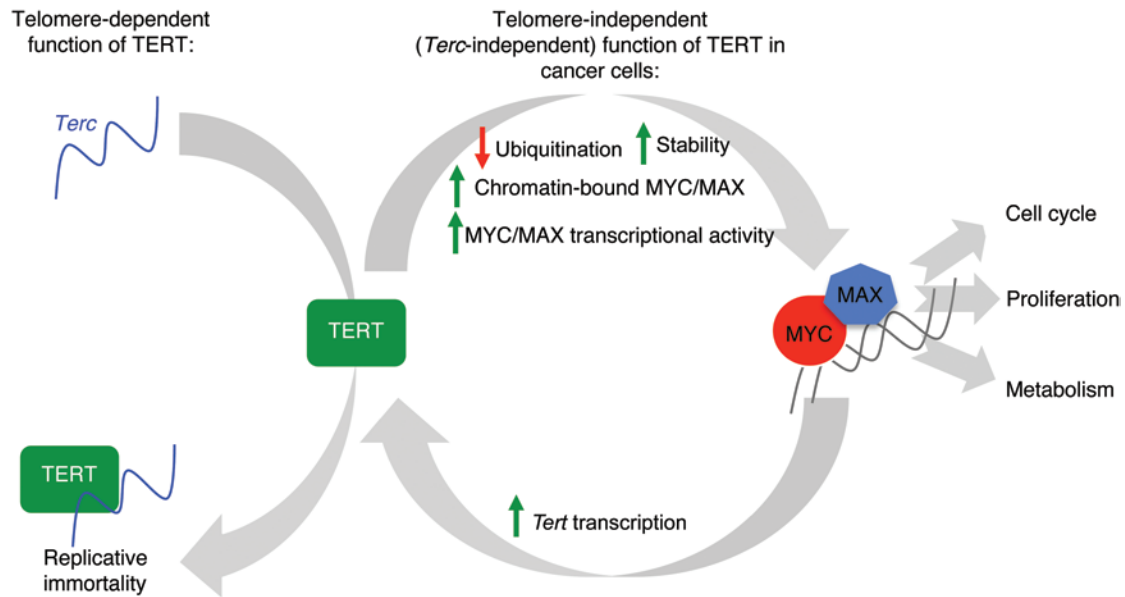 Telomere-dependent
function of TERT:
Terc
TERT
Replicative
immortality
TERT
Telomere-independent
(Terc-independent) function of TERT in
cancer cells:
Ubiquitination
Stability
Chromatin-bound MYC/MAX
MYC/MAX transcriptional activity
MAX
MYC
Cell cycle
Proliferation
Metabolism
Tert transcription